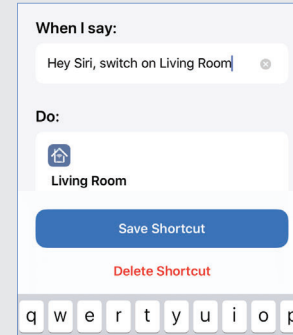 When I say:
Hey Siri, switch on Living Room
Do:
Living Room
Save Shortcut
Delete Shortcut
q w e r t y u i o p